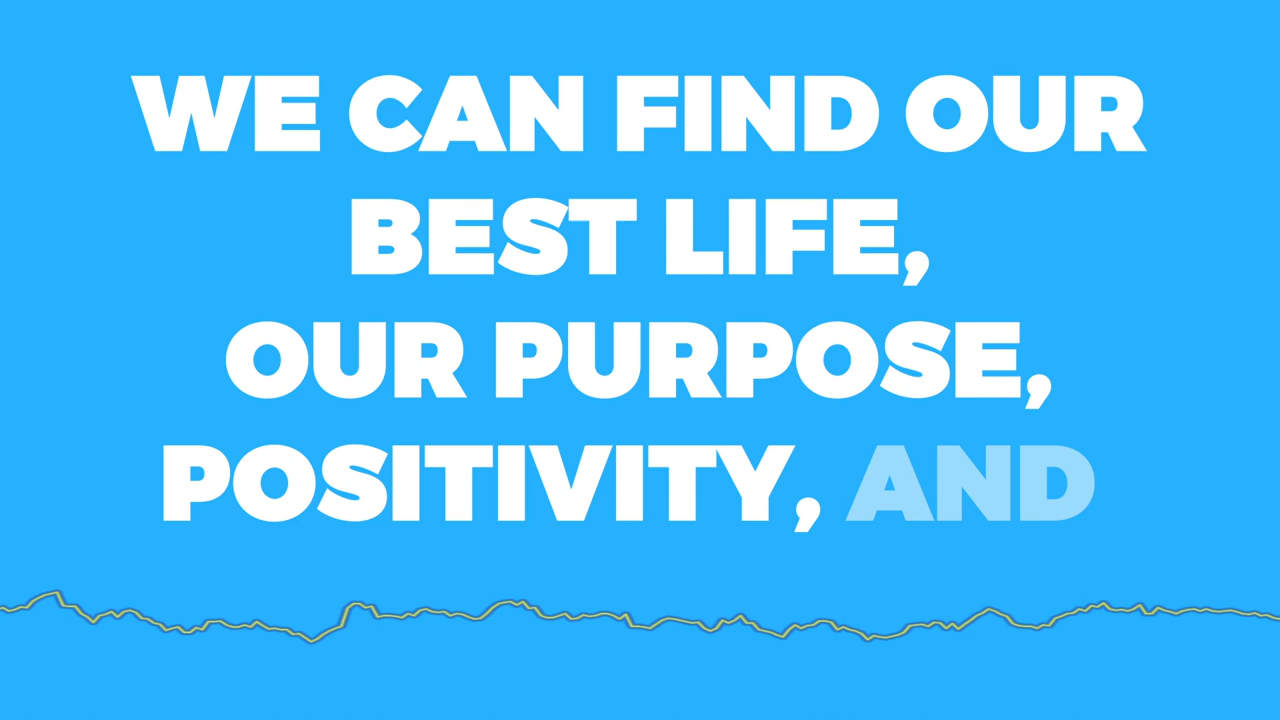 WE CAN FIND OUR
BEST LIFE,
OUR PURPOSE,
POSITIVITY, AND